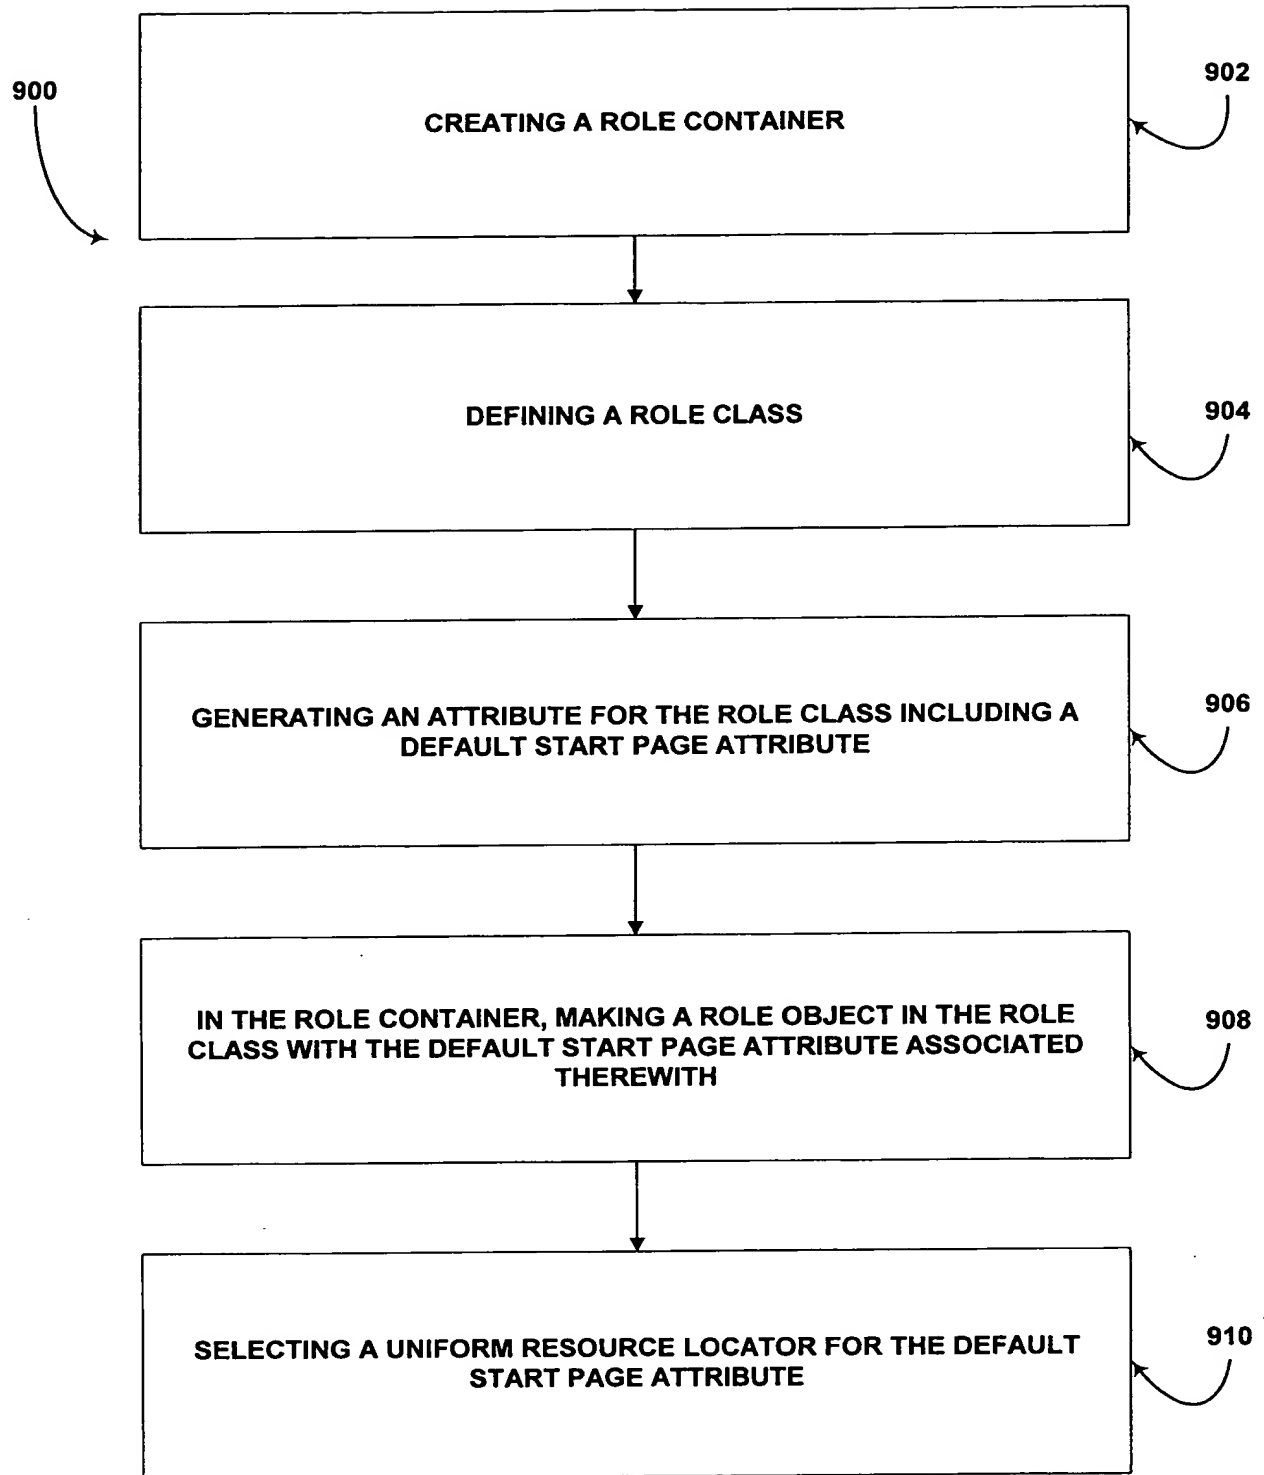 900
902
CREATING A ROLE CONTAINER
904
DEFINING A ROLE CLASS
906
GENERATING AN ATTRIBUTE FOR THE ROLE CLASS INCLUDING A
DEFAULT START PAGE ATTRIBUTE
908
IN THE ROLE CONTAINER, MAKING A ROLE OBJECT IN THE ROLE
CLASS WITH THE DEFAULT START PAGE ATTRIBUTE ASSOCIATED
THEREWITH
910
SELECTING A UNIFORM RESOURCE LOCATOR FOR THE DEFAULT
START PAGE ATTRIBUTE